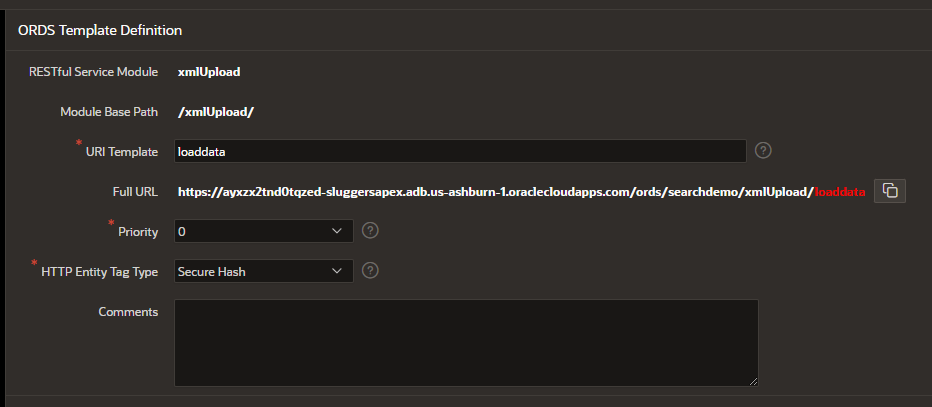 ORDS Template Definition
RESTful Service Module xmlUpload
Module Base Path /xmlUpload/
* URI Template loaddata ?
Full URL https://ayxzx2tnd0tqzed-sluggersapex.adb.us-ashburn-1.oraclecloudapps.com/ords/searchdemo/xmlUpload/loaddata
* Priority 0 ?
* HTTP Entity Tag Type Secure Hash ?
Comments